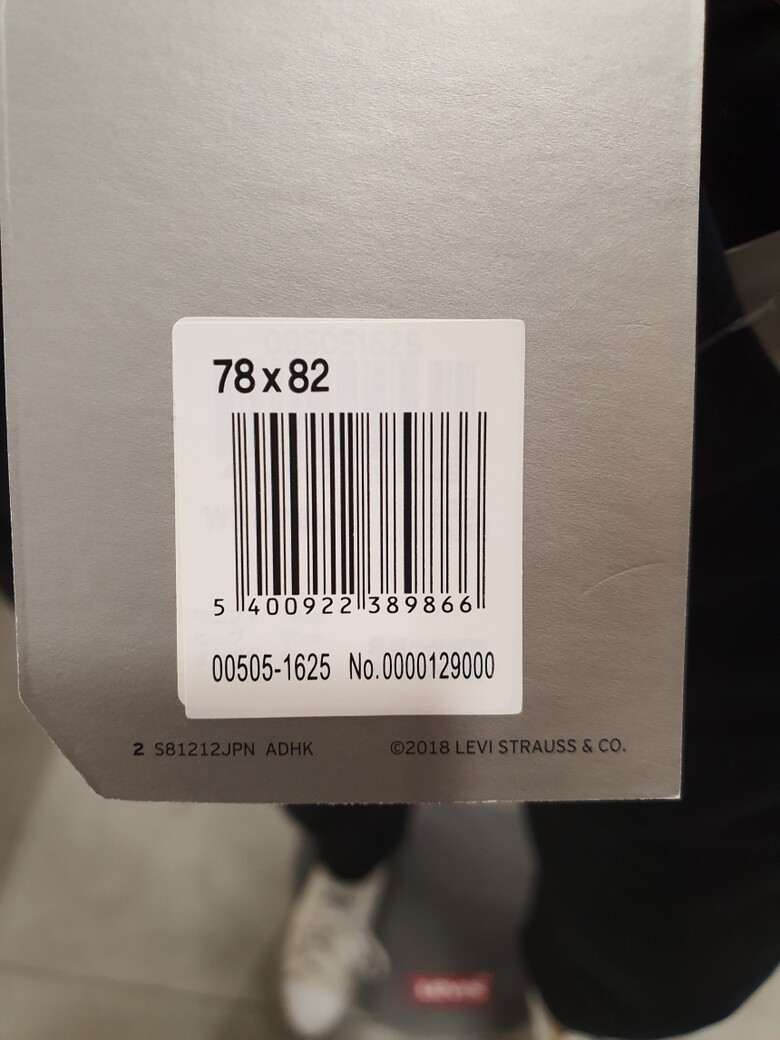 78 x 82
5 400922 389866
00505-1625 No.0000129000
2 S81212JPN ADHK ©2018 LEVI STRAUSS & CO.